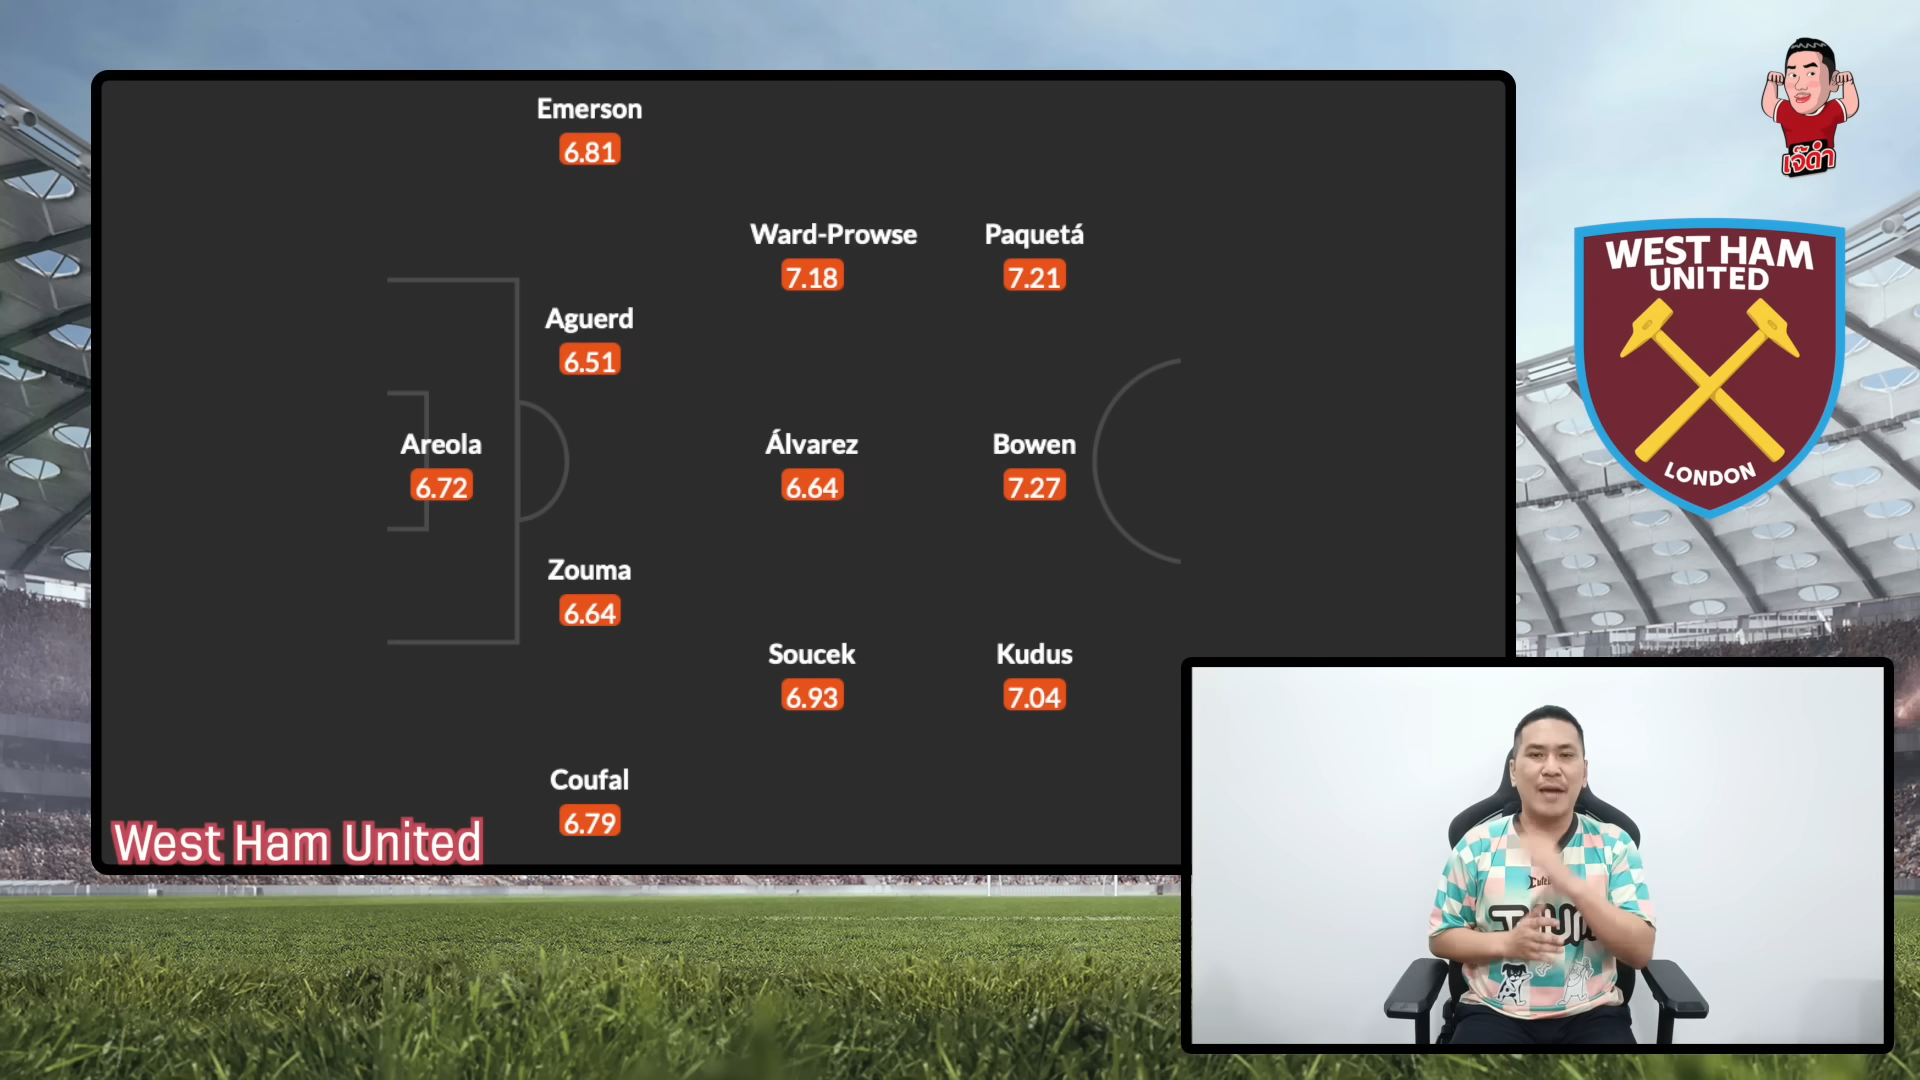 Emerson
6.81
Ward-Prowse
7.18
Paquetá
7.21
Aguerd
6.51
Areola
6.72
Álvarez
6.64
Bowen
7.27
Zouma
6.64
Soucek
6.93
Kudus
7.04
Coufal
6.79
West Ham United
เจ๊ดำ
WEST HAM
UNITED
LONDON